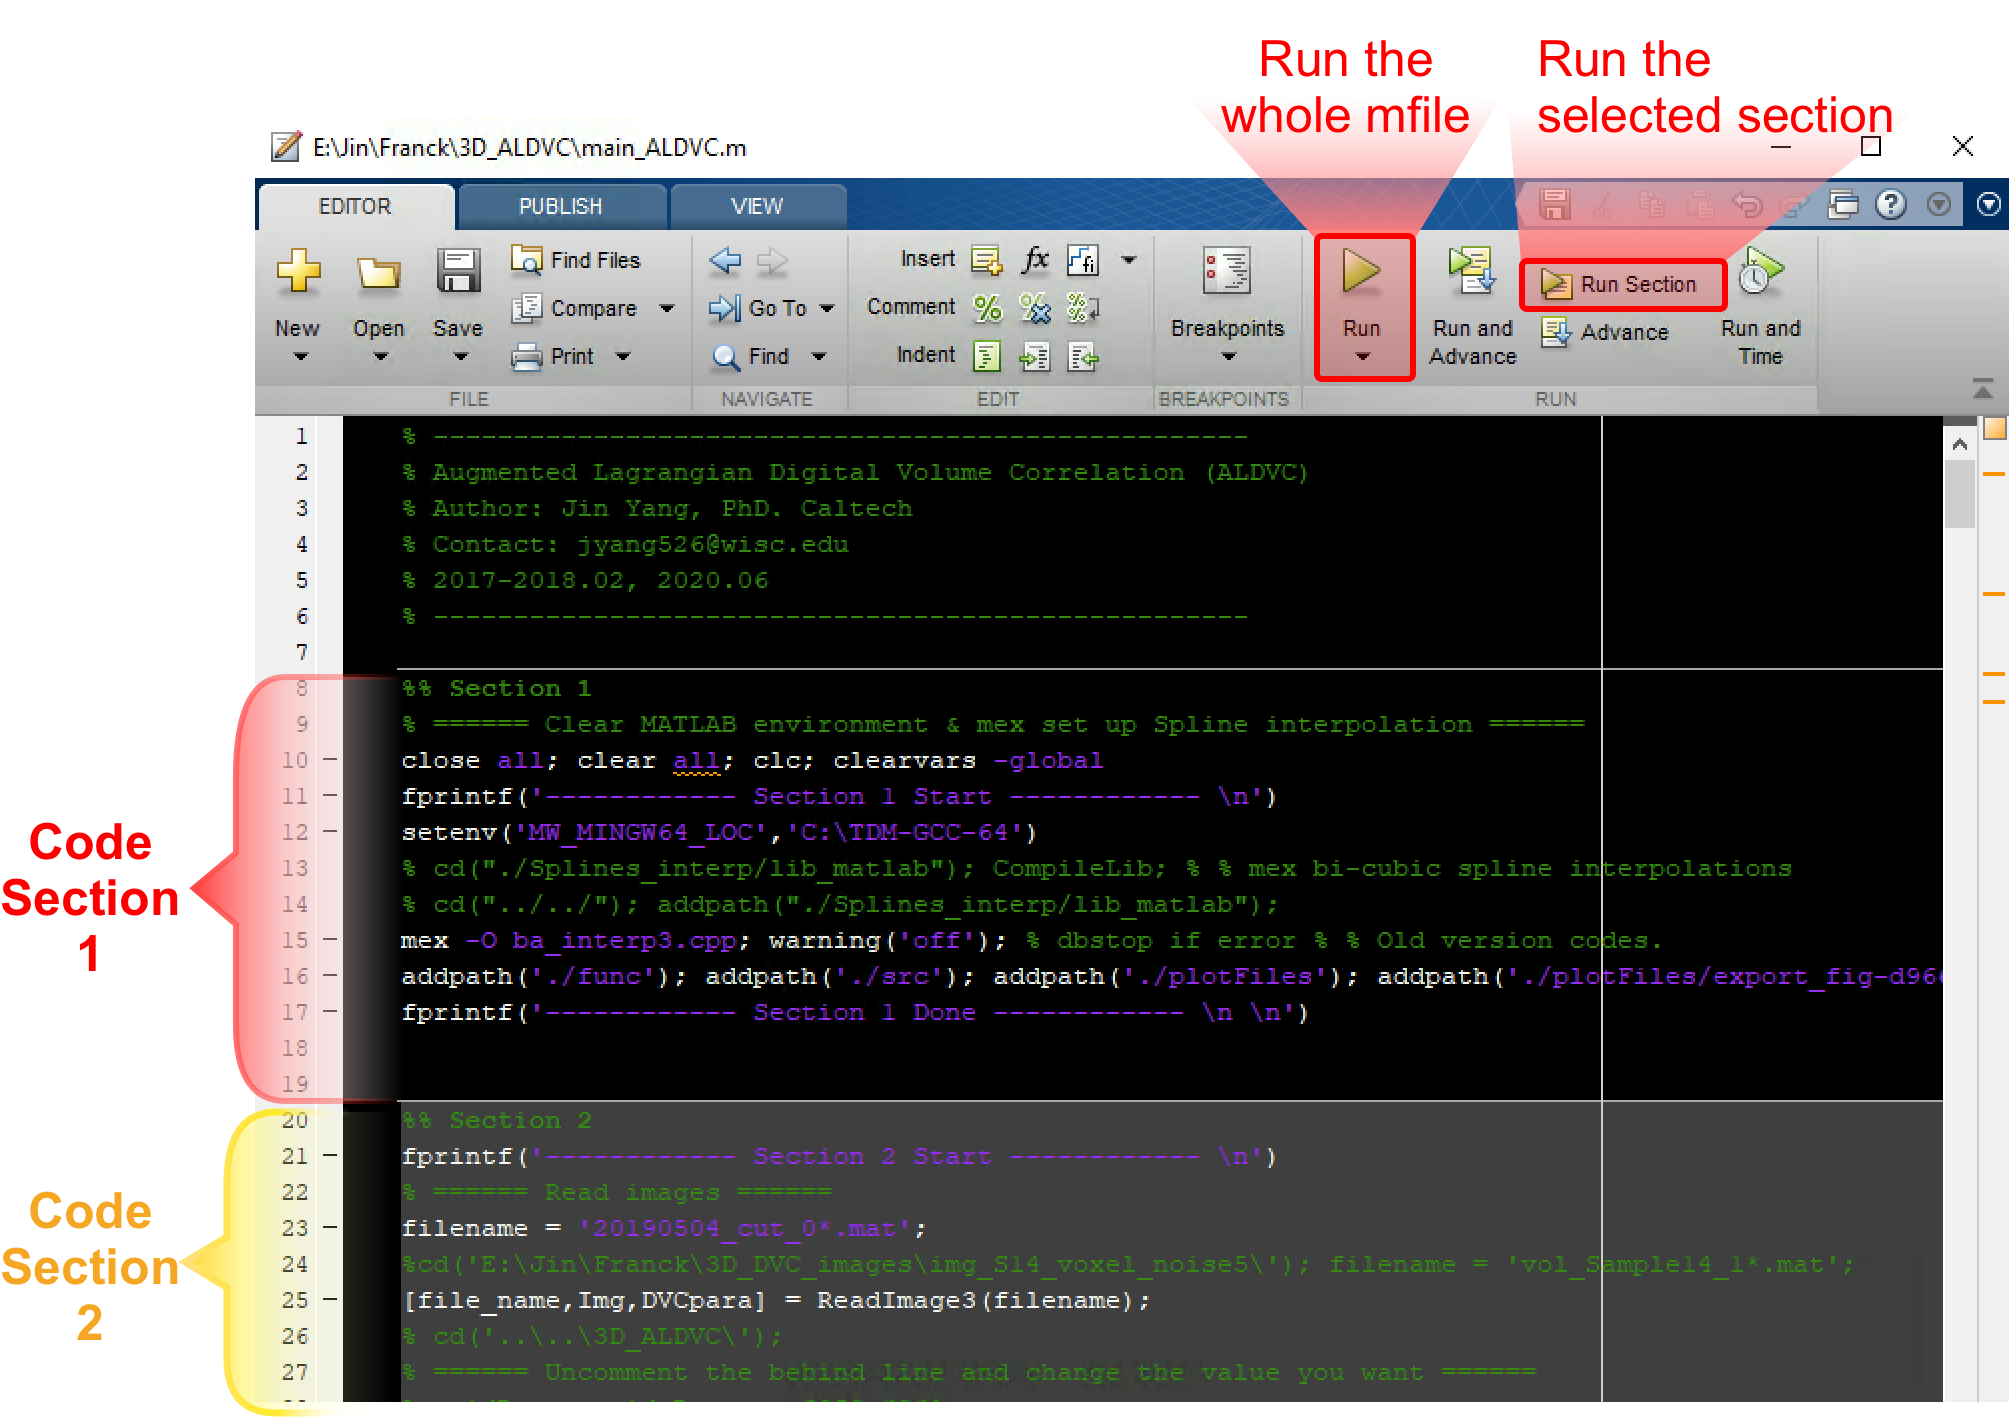 Run the
whole mfile
Run the
selected section
E:\Jin\Franck\3D_ALDVC\main_ALDVC.m
EDITOR PUBLISH VIEW
New Open Save Find Files Compare Print
Go To Find
Insert fx fi
Comment
Indent
Breakpoints
Run
Run and
Advance
Run Section
Advance
Run and
Time
FILE NAVIGATE EDIT BREAKPOINTS RUN
1 % ---------------------------------------------------
2 % Augmented Lagrangian Digital Volume Correlation (ALDVC)
3 % Author: Jin Yang, PhD. Caltech
4 % Contact: jyang526@wisc.edu
5 % 2017-2018.02, 2020.06
6 % ---------------------------------------------------
7
8 %% Section 1
9 % ====== Clear MATLAB environment & mex set up Spline interpolation ======
10 close all; clear all; clc; clearvars -global
11 fprintf('------------ Section 1 Start ------------ \n')
12 setenv('MW_MINGW64_LOC','C:\TDM-GCC-64')
13 % cd("./Splines_interp/lib_matlab"); CompileLib; % % mex bi-cubic spline interpolations
14 % cd("../../"); addpath("./Splines_interp/lib_matlab");
15 mex -O ba_interp3.cpp; warning('off'); % dbstop if error % % Old version codes.
16 addpath('./func'); addpath('./src'); addpath('./plotFiles'); addpath('./plotFiles/export_fig-d96
17 fprintf('------------ Section 1 Done ------------ \n \n')
18
19
Code
Section
1
20 %% Section 2
21 fprintf('------------ Section 2 Start ------------ \n')
22 % ====== Read images ======
23 filename = '20190504_cut_0*.mat';
24 %cd('E:\Jin\Franck\3D_DVC_images\img_S14_voxel_noise5\'); filename = 'vol_Sample14_1*.mat';
25 [file_name,Img,DVCpara] = ReadImage3(filename);
26 % cd('..\..\3D_ALDVC\');
27 % ====== Uncomment the behind line and change the value you want ======
Code
Section
2